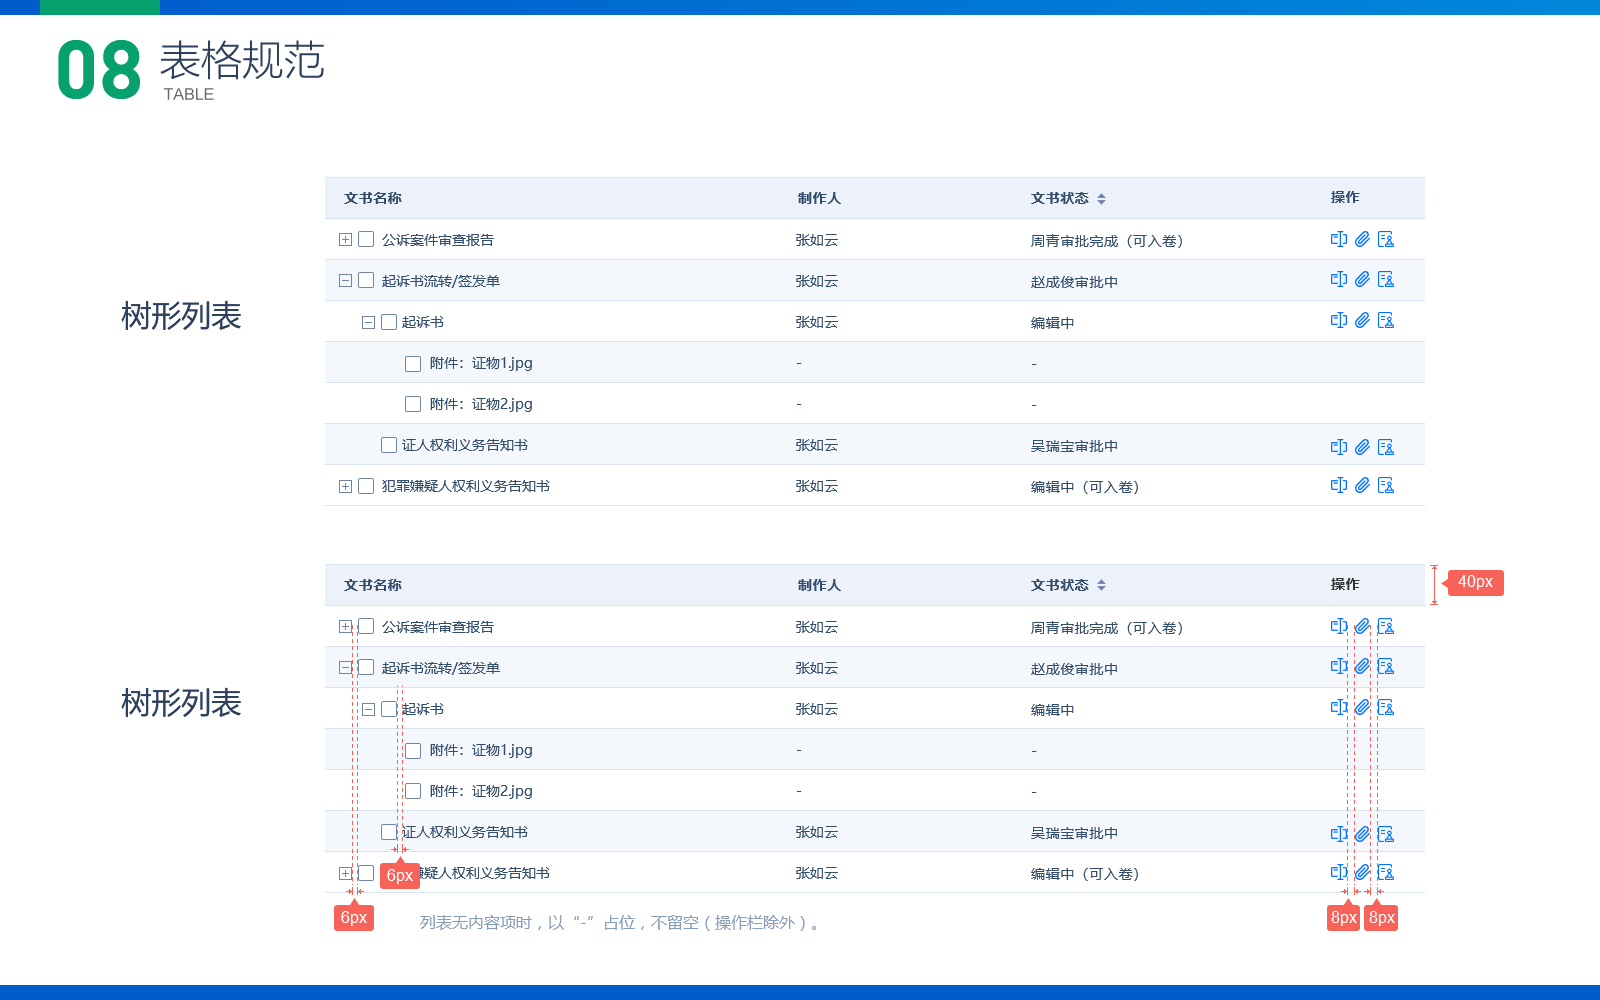 08 表格规范
TABLE
树形列表
文书名称 制作人 文书状态 操作
公诉案件审查报告 张如云 周青审批完成（可入卷）
起诉书流转/签发单 张如云 赵成俊审批中
起诉书 张如云 编辑中
附件：证物1.jpg - -
附件：证物2.jpg - -
证人权利义务告知书 张如云 吴瑞宝审批中
犯罪嫌疑人权利义务告知书 张如云 编辑中（可入卷）
树形列表
文书名称 制作人 文书状态 操作 40px
公诉案件审查报告 张如云 周青审批完成（可入卷）
起诉书流转/签发单 张如云 赵成俊审批中
起诉书 张如云 编辑中
附件：证物1.jpg - -
附件：证物2.jpg - -
证人权利义务告知书 张如云 吴瑞宝审批中
6px 疑人权利义务告知书 张如云 编辑中（可入卷）
6px 8px 8px
列表无内容项时，以“-”占位，不留空（操作栏除外）。